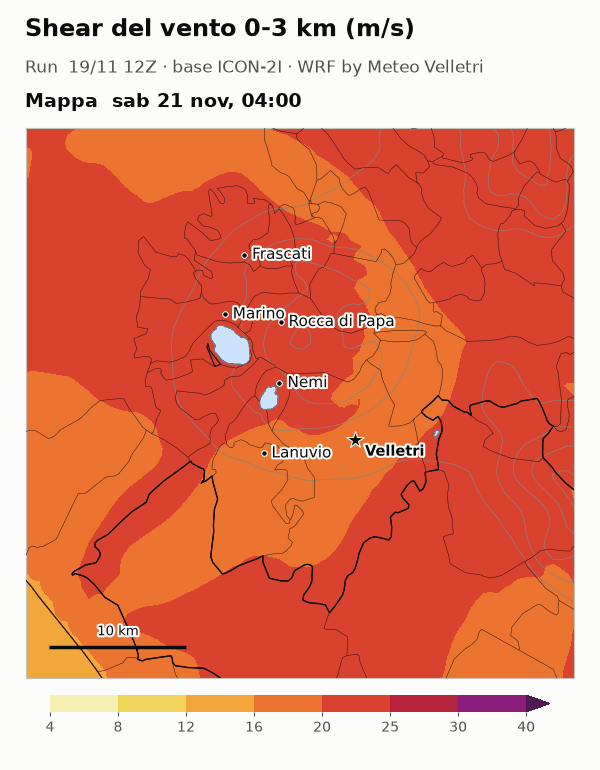 Shear del vento 0-3 km (m/s)
Run  19/11 12Z · base ICON-2I · WRF by Meteo Velletri
Mappa  sab 21 nov, 04:00
Frascati
Marino
Rocca di Papa
Nemi
Lanuvio
Velletri
10 km
4 8 12 16 20 25 30 40